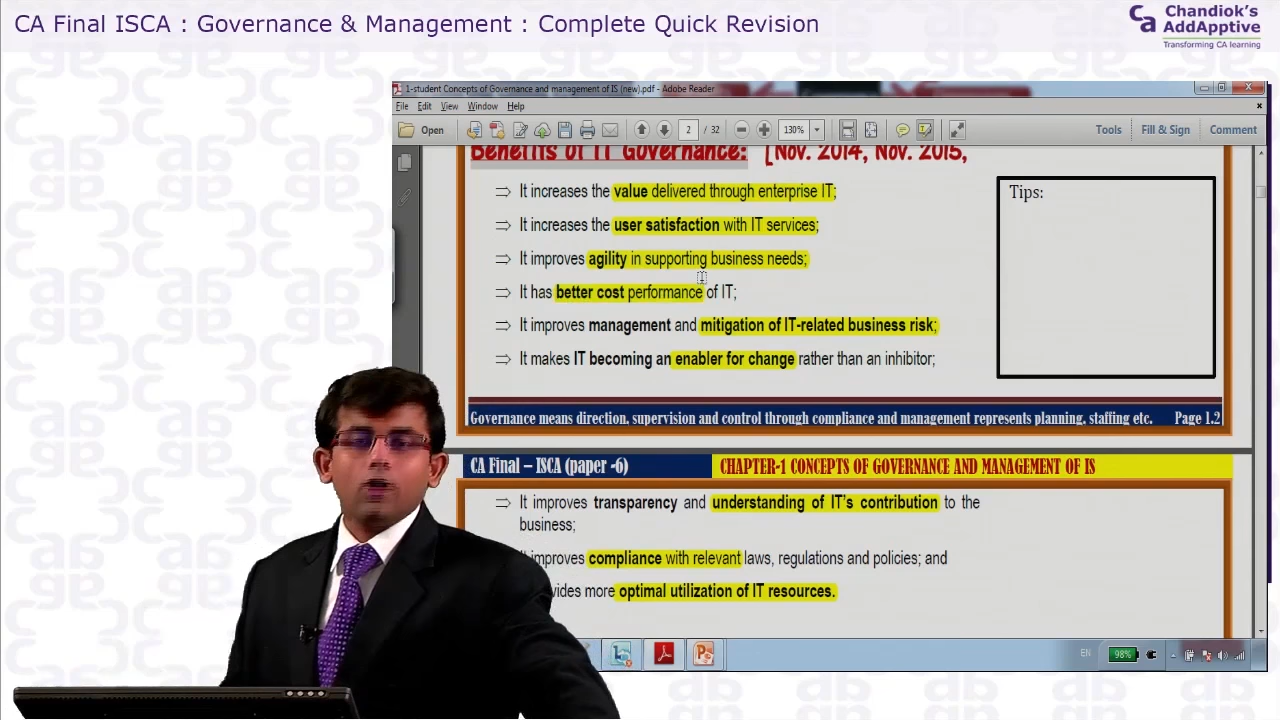 CA Final ISCA : Governance & Management : Complete Quick Revision
Chandiok's
AddApptive
Transforming CA learning
1-student Concepts of Governance and management of IS (new).pdf - Adobe Reader
File Edit View Window Help
Open 2 / 32 130% Tools Fill & Sign Comment
Benefits of IT Governance: [Nov. 2014, Nov. 2015,
⇒ It increases the value delivered through enterprise IT;
⇒ It increases the user satisfaction with IT services;
⇒ It improves agility in supporting business needs;
⇒ It has better cost performance of IT;
⇒ It improves management and mitigation of IT-related business risk;
⇒ It makes IT becoming an enabler for change rather than an inhibitor;
Tips:
Governance means direction, supervision and control through compliance and management represents planning, staffing etc. Page 1.2
CA Final – ISCA (paper -6) CHAPTER-1 CONCEPTS OF GOVERNANCE AND MANAGEMENT OF IS
⇒ It improves transparency and understanding of IT's contribution to the
business;
improves compliance with relevant laws, regulations and policies; and
more optimal utilization of IT resources.
EN 98%